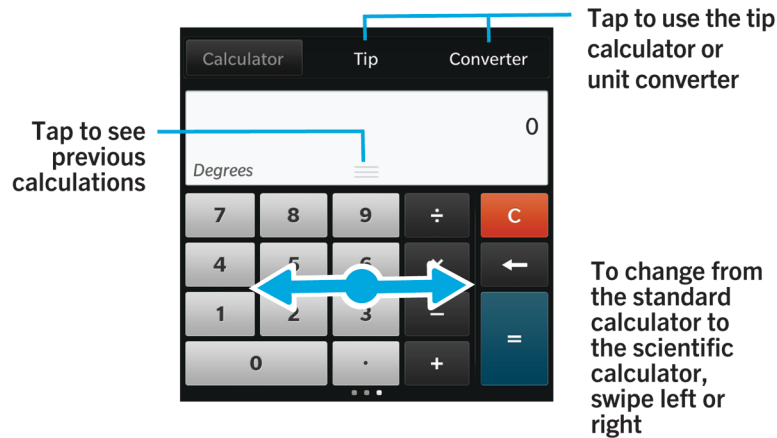 Tap to use the tip
calculator or
unit converter
Calculator Tip Converter
0
Tap to see
previous
calculations
Degrees
7 8 9 ÷ C
4 5 6 × ←
1 2 3 − =
0 . +
To change from
the standard
calculator to
the scientific
calculator,
swipe left or
right